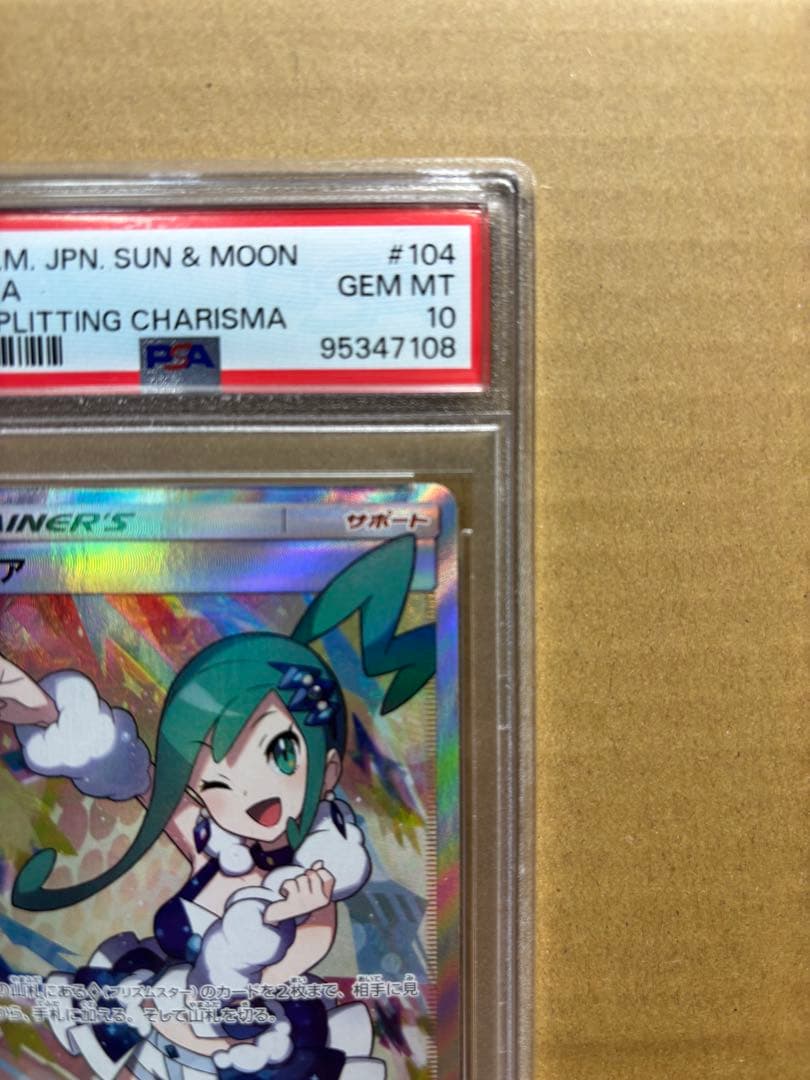 .M. JPN. SUN & MOON #104
A GEM MT
PLITTING CHARISMA 10
PSA 95347108
AINER'S サポート
ア
の山札にある◇(プリズムスター)のカードを2枚まで、相手に見
から、手札に加える。そして山札を切る。